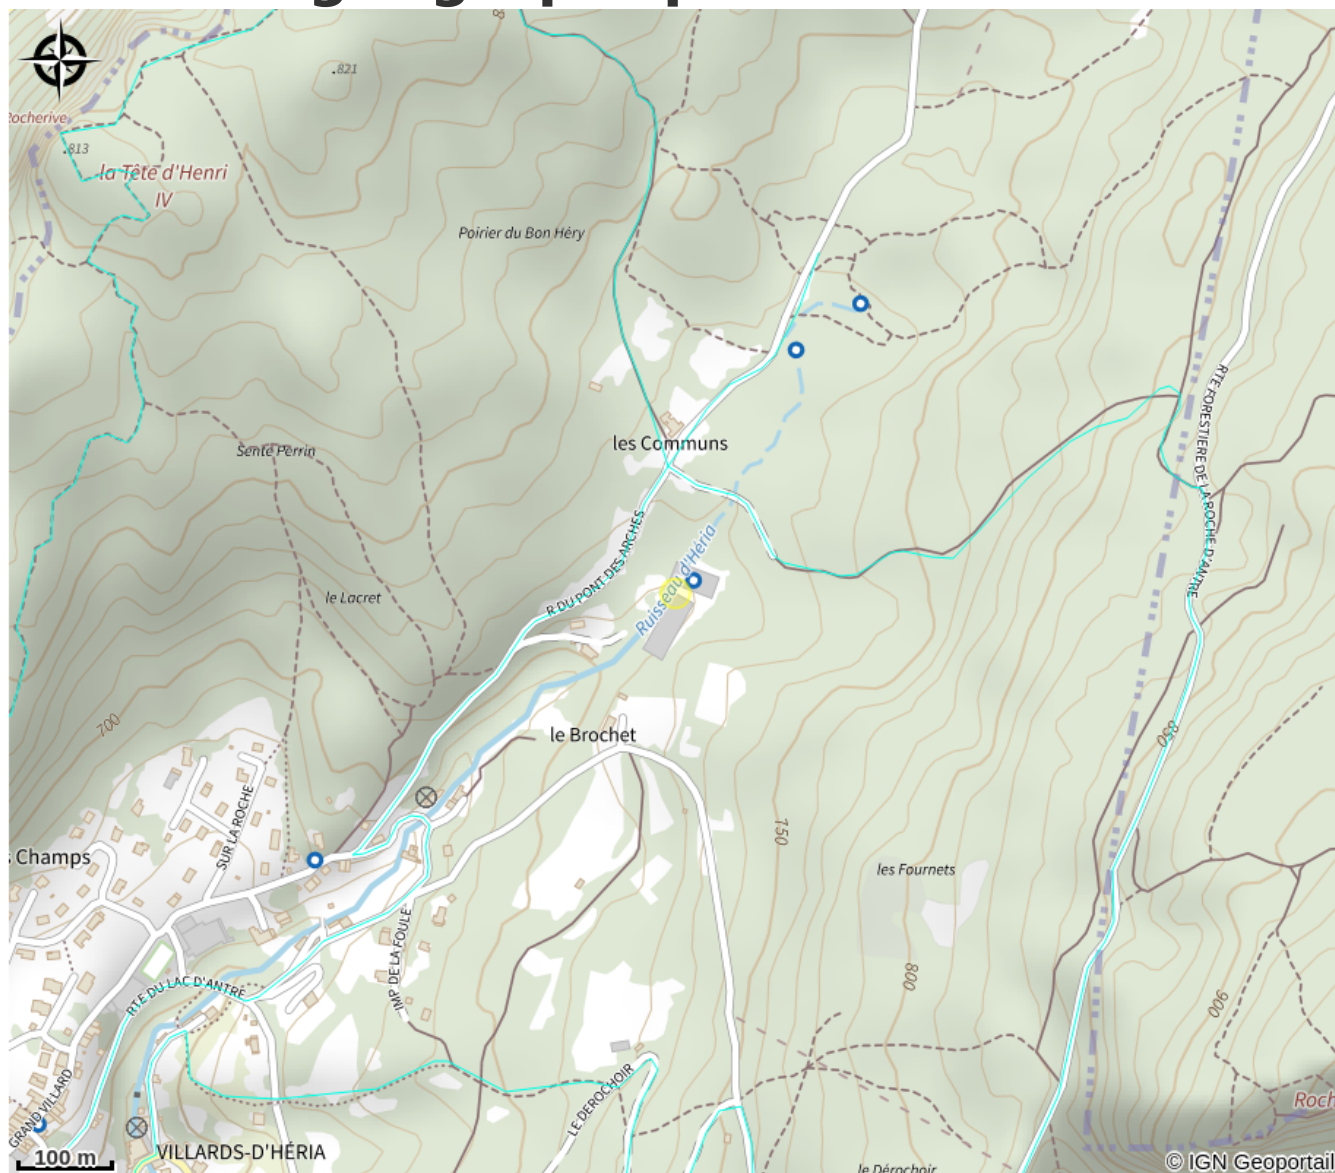 821
ocherive
813
la Tête d'Henri
IV
Poirier du Bon Héry
les Communs
Sente Perrin
RTE FORESTIERE DE LA ROCHE D'ANTRE
R DU PONT DES ARCHES
Ruisseau d'Héria
le Lacret
700
le Brochet
850
750
SUR LA ROCHE
s Champs
les Fournets
IMP DE LA FOULE
800
RTE DU LAC D'ANTRE
900
GRAND VILLARD
LE DEROCHOIR
Roch
VILLARDS-D'HÉRIA
le Dérochoir
100 m
© IGN Geoportail